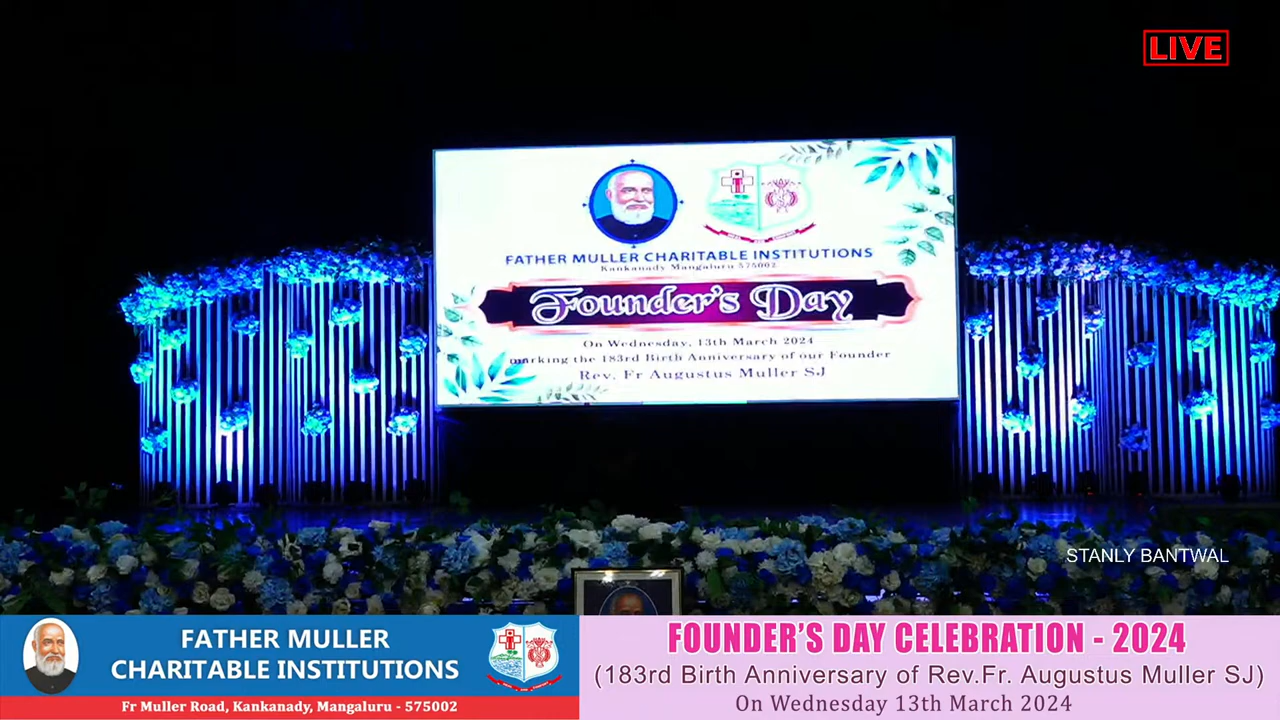 LIVE
FATHER MULLER CHARITABLE INSTITUTIONS
Kankanady Mangaluru 575002
Founder's Day
On Wednesday, 13th March 2024
marking the 183rd Birth Anniversary of our Founder
Rev. Fr Augustus Muller SJ
STANLY BANTWAL
FATHER MULLER
CHARITABLE INSTITUTIONS
Fr Muller Road, Kankanady, Mangaluru - 575002
FOUNDER'S DAY CELEBRATION - 2024
(183rd Birth Anniversary of Rev.Fr. Augustus Muller SJ)
On Wednesday 13th March 2024